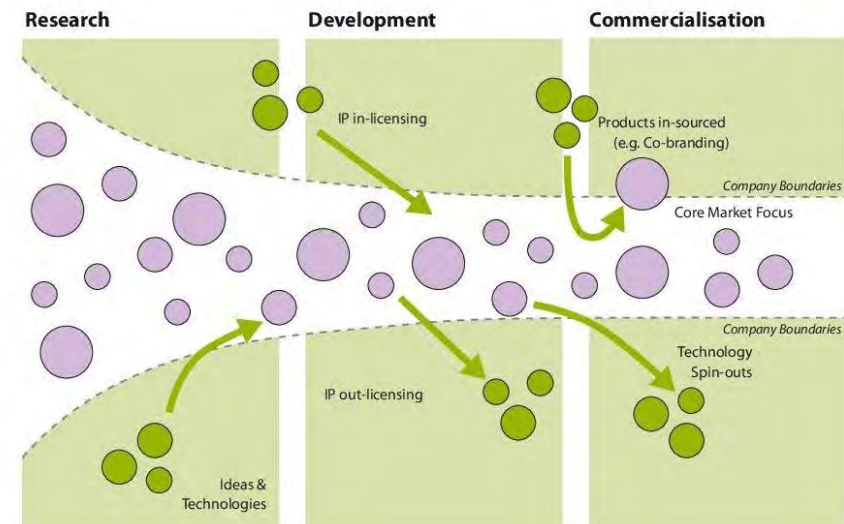 Research
Development
Commercialisation
IP in-licensing
Products in-sourced
(e.g. Co-branding)
Company Boundaries
Core Market Focus
Company Boundaries
Technology
Spin-outs
IP out-licensing
Ideas &
Technologies